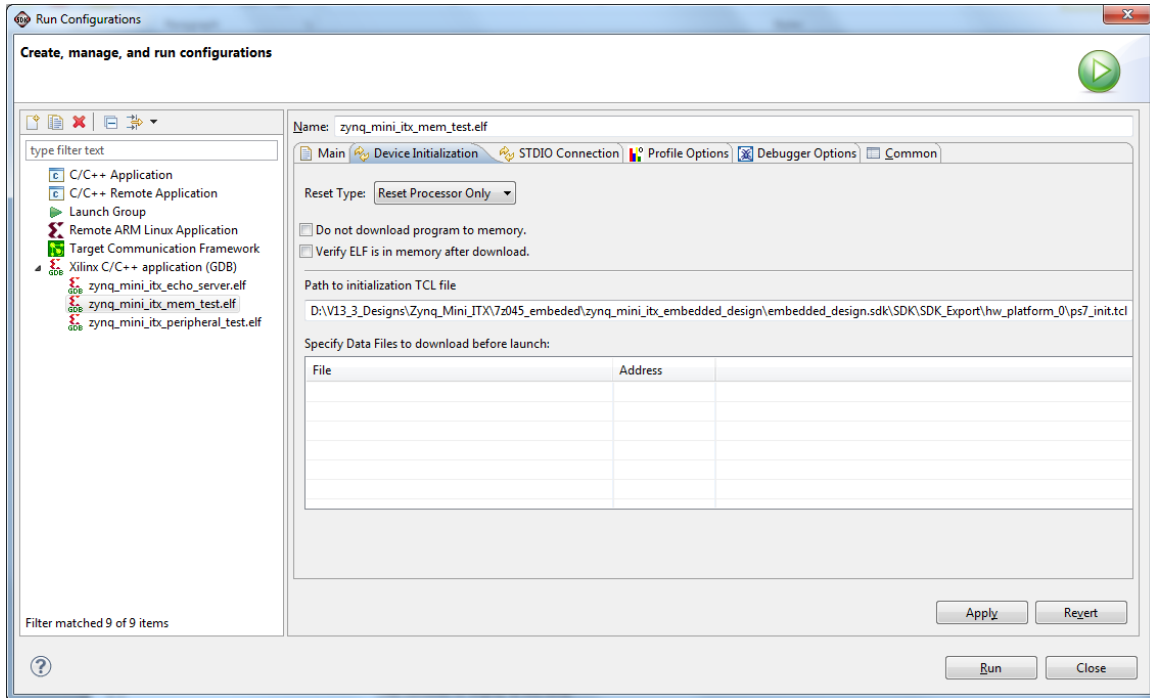 SDK Run Configurations
Create, manage, and run configurations
type filter text
C/C++ Application
C/C++ Remote Application
Launch Group
Remote ARM Linux Application
Target Communication Framework
Xilinx C/C++ application (GDB)
zynq_mini_itx_echo_server.elf
zynq_mini_itx_mem_test.elf
zynq_mini_itx_peripheral_test.elf
Filter matched 9 of 9 items
Name: zynq_mini_itx_mem_test.elf
Main Device Initialization STDIO Connection Profile Options Debugger Options Common
Reset Type: Reset Processor Only
Do not download program to memory.
Verify ELF is in memory after download.
Path to initialization TCL file
D:\V13_3_Designs\Zynq_Mini_ITX\7z045_embeded\zynq_mini_itx_embedded_design\embedded_design.sdk\SDK\SDK_Export\hw_platform_0\ps7_init.tcl
Specify Data Files to download before launch:
File Address
Apply Revert
Run Close